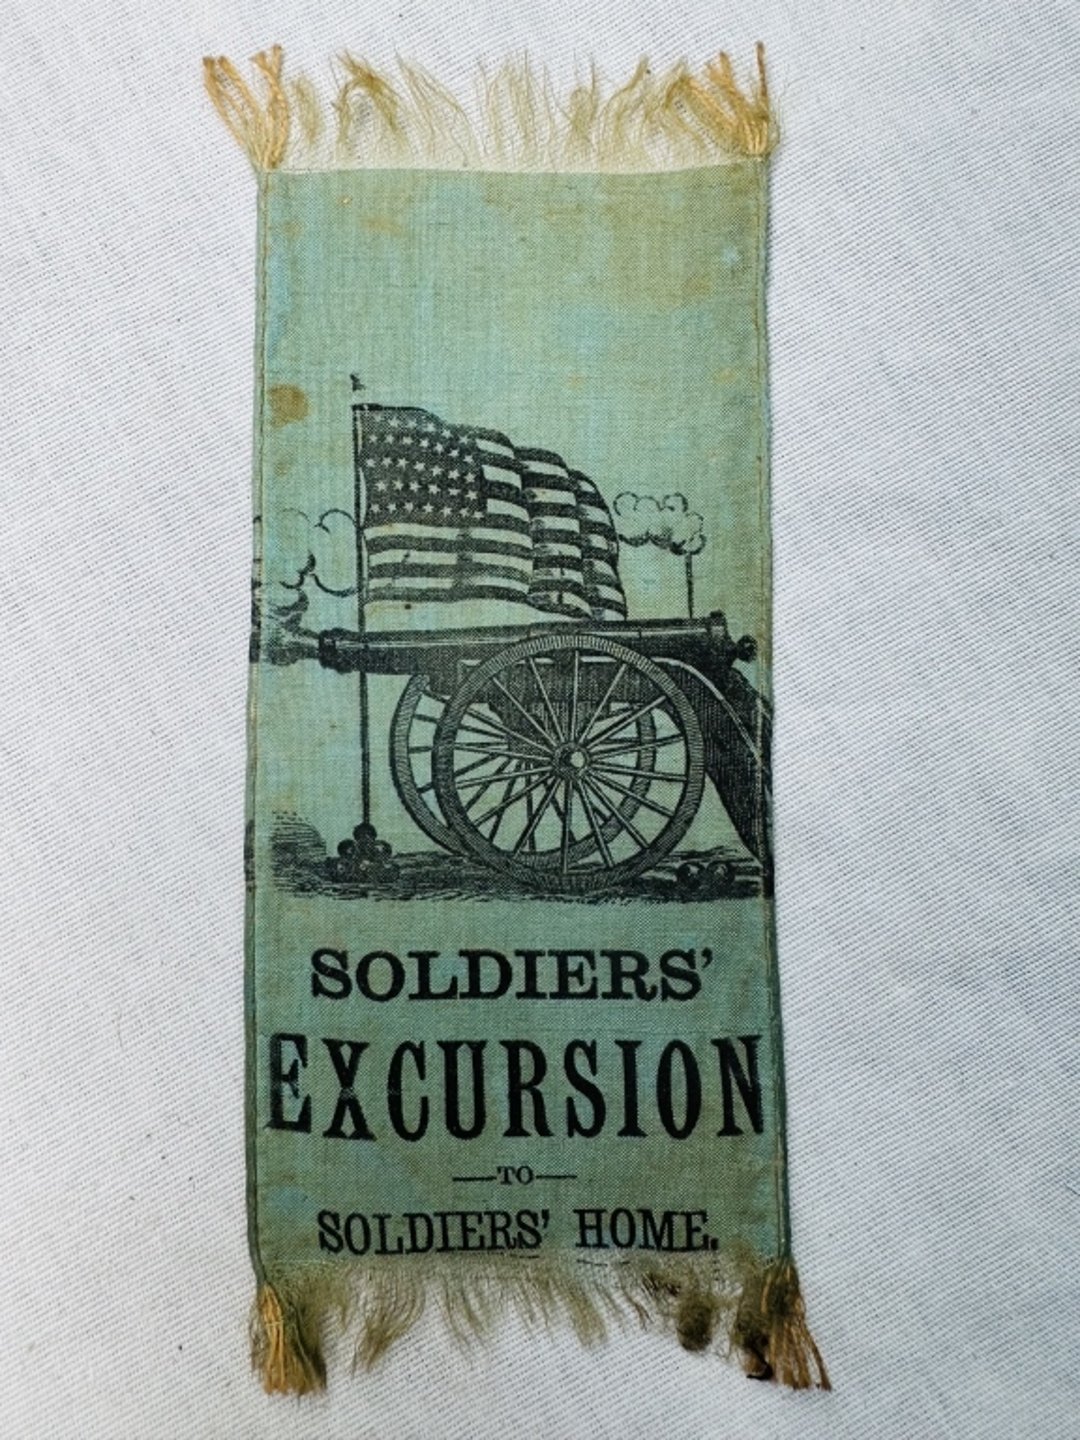 SOLDIERS'
EXCURSION
—TO—
SOLDIERS' HOME.